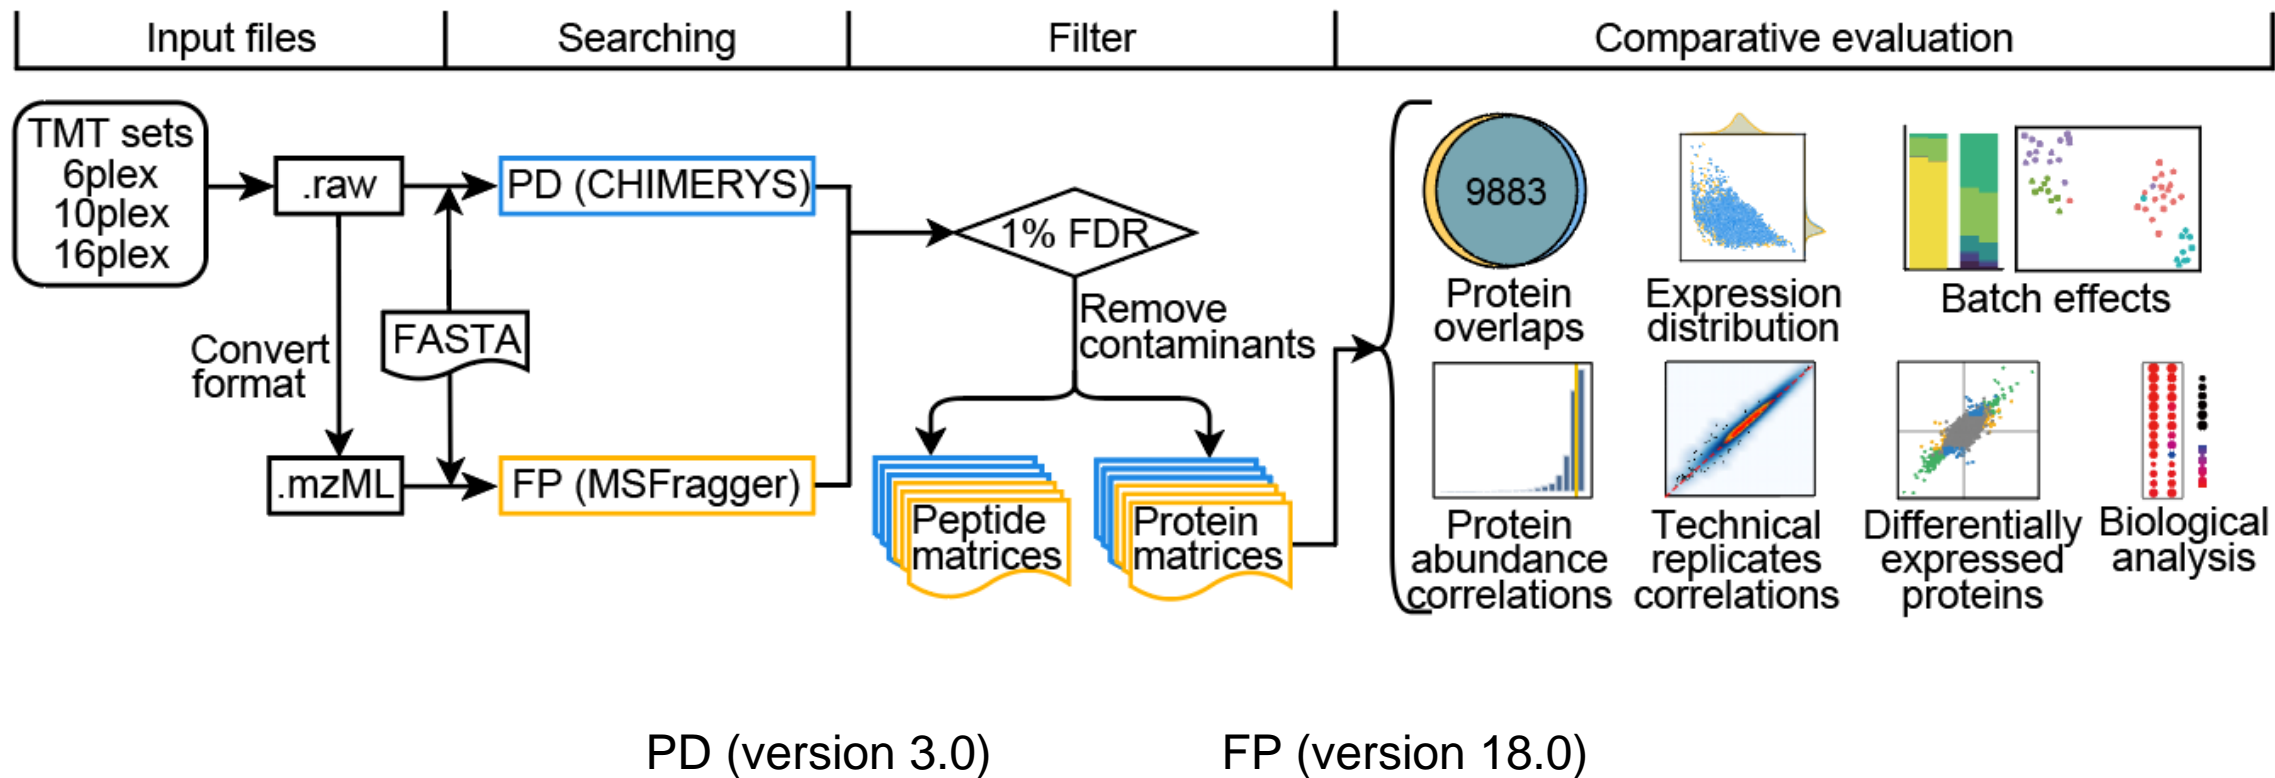 Input files
Searching
Filter
Comparative evaluation
TMT sets
6plex
10plex
16plex
.raw
PD (CHIMERYS)
1% FDR
9883
Protein
overlaps
Expression
distribution
Batch effects
Convert
format
FASTA
Remove
contaminants
.mzML
FP (MSFragger)
Peptide
matrices
Protein
matrices
Protein
abundance
correlations
Technical
replicates
correlations
Differentially
expressed
proteins
Biological
analysis
PD (version 3.0)
FP (version 18.0)